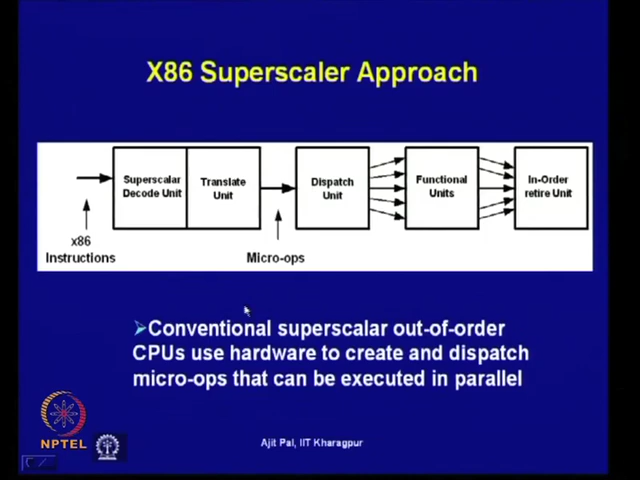 X86 Superscaler Approach
Superscalar
Decode Unit
Translate
Unit
Dispatch
Unit
Functional
Units
In-Order
retire Unit
x86
Instructions
Micro-ops
➢Conventional superscalar out-of-order
CPUs use hardware to create and dispatch
micro-ops that can be executed in parallel
NPTEL
Ajit Pal, IIT Kharagpur